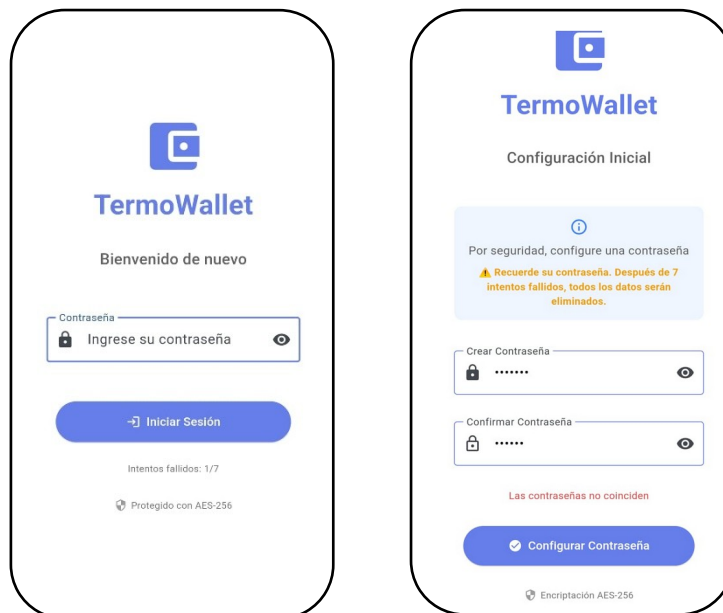 TermoWallet
Bienvenido de nuevo
Contraseña
Ingrese su contraseña
Iniciar Sesión
Intentos fallidos: 1/7
Protegido con AES-256
TermoWallet
Configuración Inicial
Por seguridad, configure una contraseña
Recuerde su contraseña. Después de 7
intentos fallidos, todos los datos serán
eliminados.
Crear Contraseña
•••••••
Confirmar Contraseña
••••••
Las contraseñas no coinciden
Configurar Contraseña
Encriptación AES-256